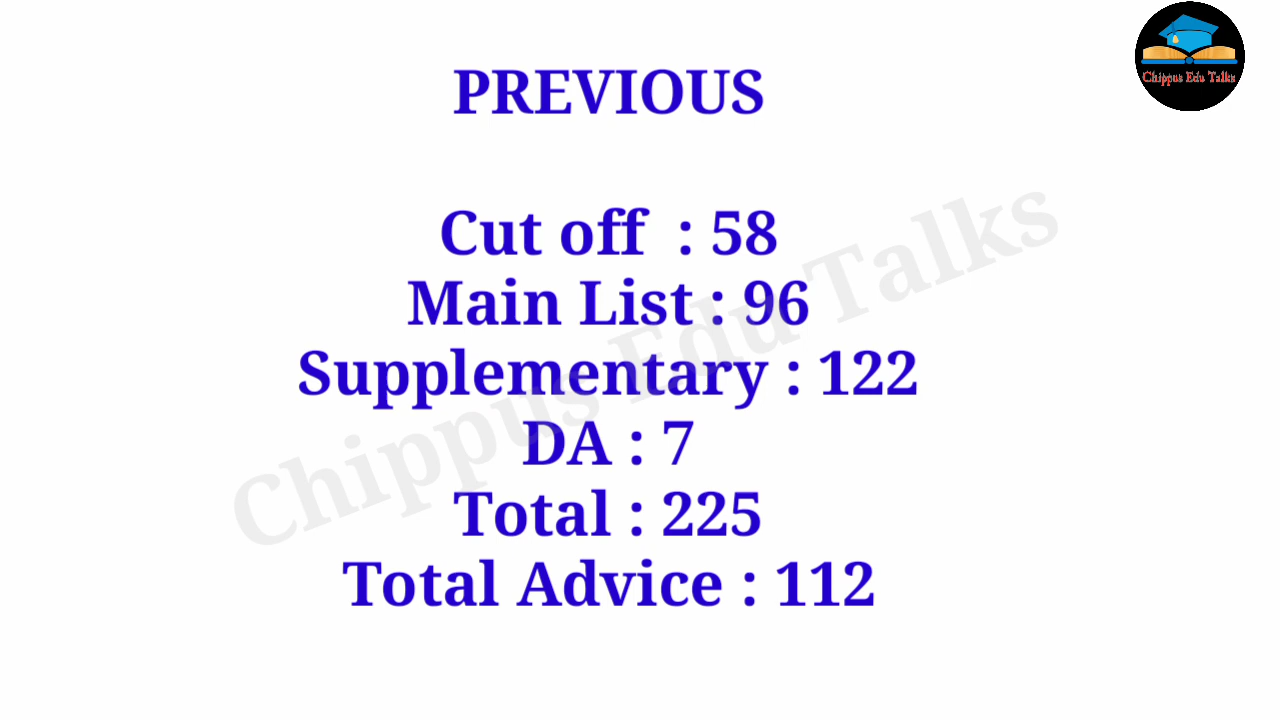 Chippus Edu Talks
PREVIOUS
Cut off : 58
Main List : 96
Supplementary : 122
DA : 7
Total : 225
Total Advice : 112
Chippus Edu Talks